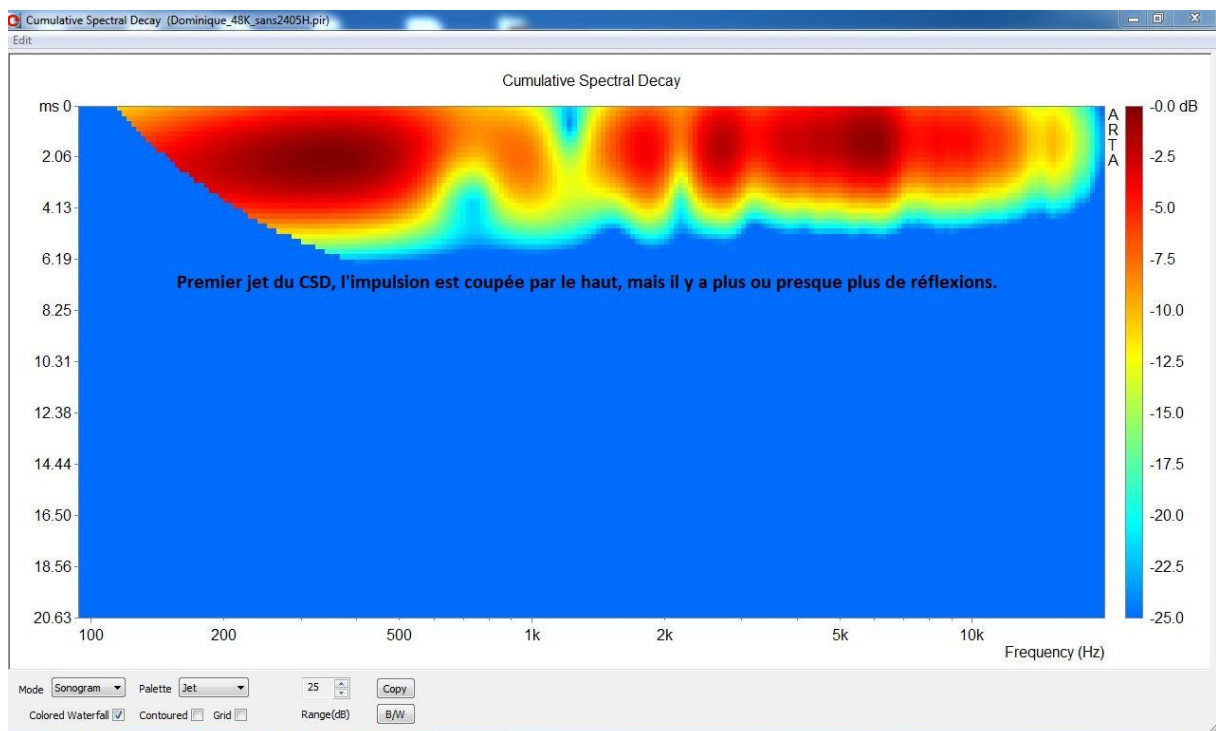 Cumulative Spectral Decay (Dominique_48K_sans2405H.pir)
Edit
Cumulative Spectral Decay
ms 0
2.06
4.13
6.19
8.25
10.31
12.38
14.44
16.50
18.56
20.63
100 200 500 1k 2k 5k 10k
Frequency (Hz)
Premier jet du CSD, l'impulsion est coupée par le haut, mais il y a plus ou presque plus de réflexions.
A
R
T
A
-0.0 dB
-2.5
-5.0
-7.5
-10.0
-12.5
-15.0
-17.5
-20.0
-22.5
-25.0
Mode Sonogram Palette Jet 25 Copy
Colored Waterfall Contoured Grid Range(dB) B/W